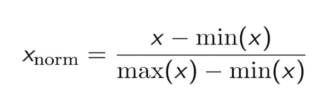 x_norm = (x − min(x)) / (max(x) − min(x))